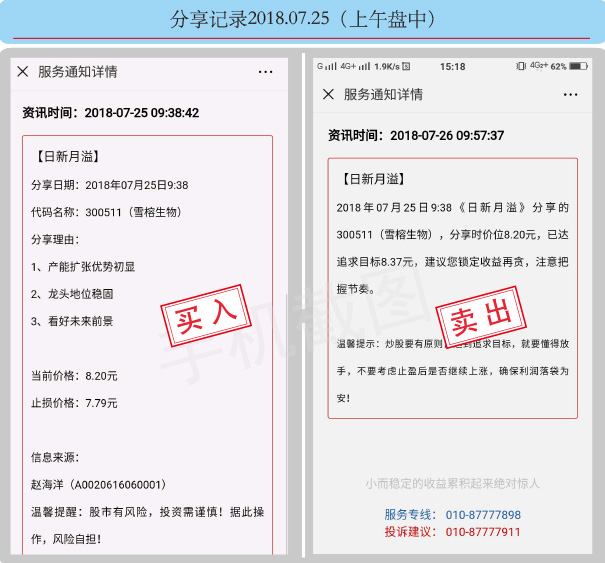 分享记录2018.07.25（上午盘中）
服务通知详情
资讯时间：2018-07-25 09:38:42
【日新月溢】
分享日期：2018年07月25日9:38
代码名称：300511（雪榕生物）
分享理由：
1、产能扩张优势初显
2、龙头地位稳固
3、看好未来前景
买入
当前价格：8.20元
止损价格：7.79元
信息来源：
赵海洋（A0020616060001）
温馨提醒：股市有风险，投资需谨慎！据此操
作，风险自担！
G 4G+ 1.9K/s 15:18 4G2+ 62%
服务通知详情
资讯时间：2018-07-26 09:57:37
【日新月溢】
2018年07月25日9:38《日新月溢》分享的
300511（雪榕生物），分享时价位8.20元，已达
追求目标8.37元，建议您锁定收益再贪，注意把
握节奏。
卖出
温馨提示：炒股要有原则，到追求目标，就要懂得放
手，不要考虑止盈后是否继续上涨，确保利润落袋为
安！
小而稳定的收益累积起来绝对惊人
服务专线： 010-87777898
投诉建议： 010-87777911
手机截图